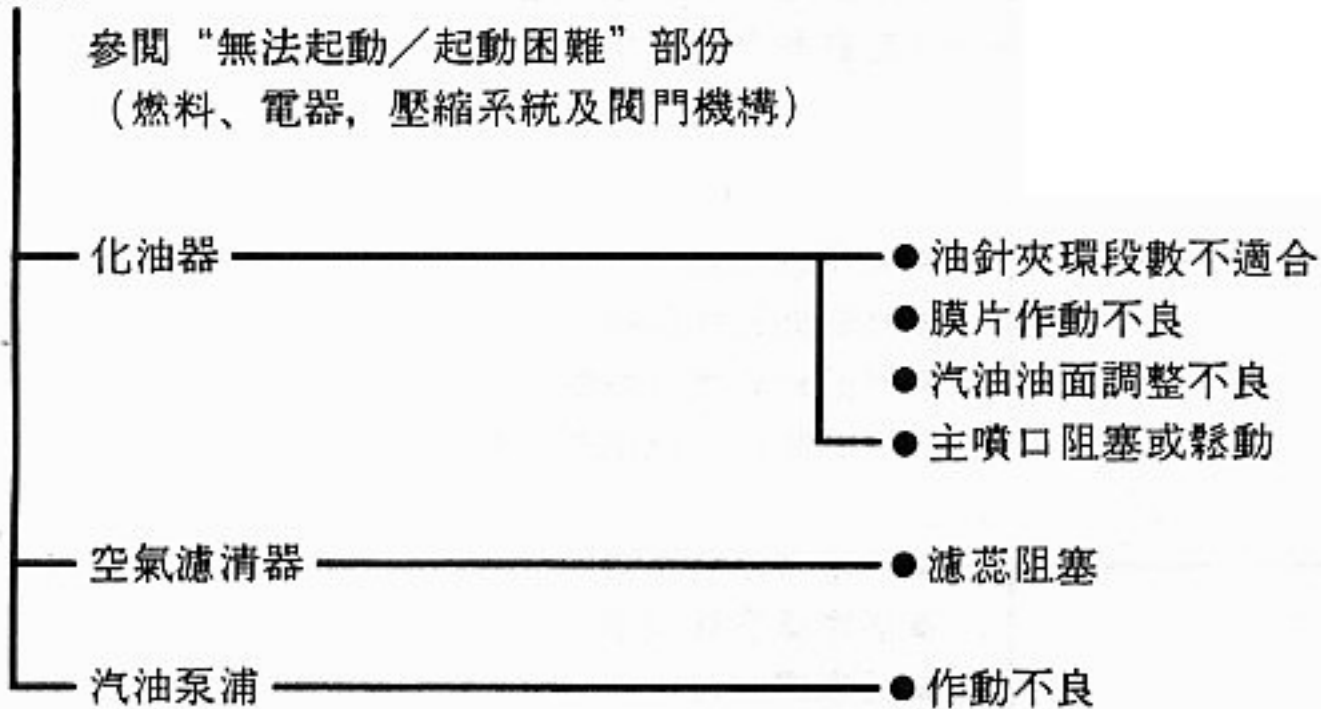 參閱“無法起動／起動困難”部份
（燃料、電器，壓縮系統及閥門機構）
化油器 ●油針夾環段數不適合
●膜片作動不良
●汽油油面調整不良
●主噴口阻塞或鬆動
空氣濾清器 ●濾蕊阻塞
汽油泵浦 ●作動不良